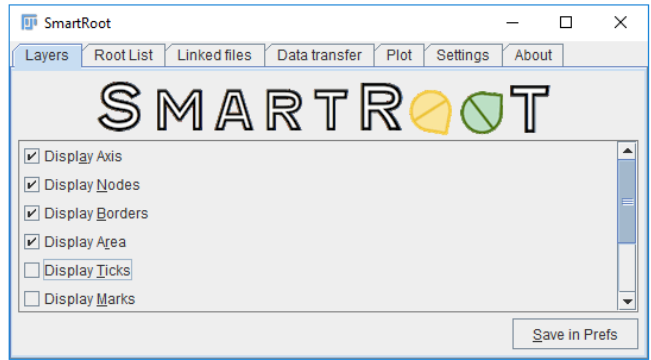 SmartRoot
Layers Root List Linked files Data transfer Plot Settings About
SMARTROOT
Display Axis
Display Nodes
Display Borders
Display Area
Display Ticks
Display Marks
Save in Prefs